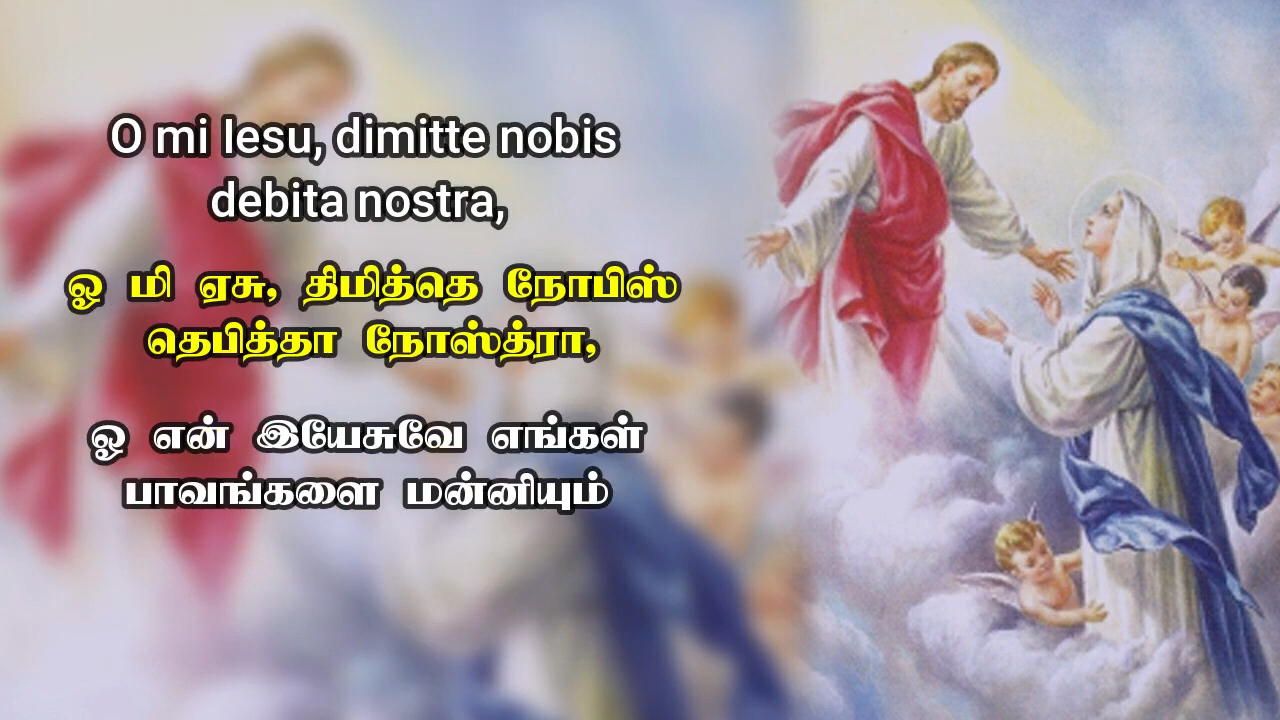 O mi Iesu, dimitte nobis
debita nostra,
ஓ மி ஏசு, திமித்தெ நோபிஸ்
தெபித்தா நோஸ்த்ரா,
ஓ என் இயேசுவே எங்கள்
பாவங்களை மன்னியும்